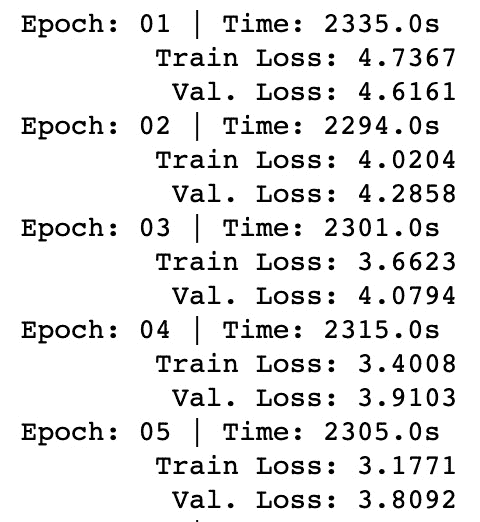 Epoch: 01 | Time: 2335.0s
Train Loss: 4.7367
Val. Loss: 4.6161
Epoch: 02 | Time: 2294.0s
Train Loss: 4.0204
Val. Loss: 4.2858
Epoch: 03 | Time: 2301.0s
Train Loss: 3.6623
Val. Loss: 4.0794
Epoch: 04 | Time: 2315.0s
Train Loss: 3.4008
Val. Loss: 3.9103
Epoch: 05 | Time: 2305.0s
Train Loss: 3.1771
Val. Loss: 3.8092